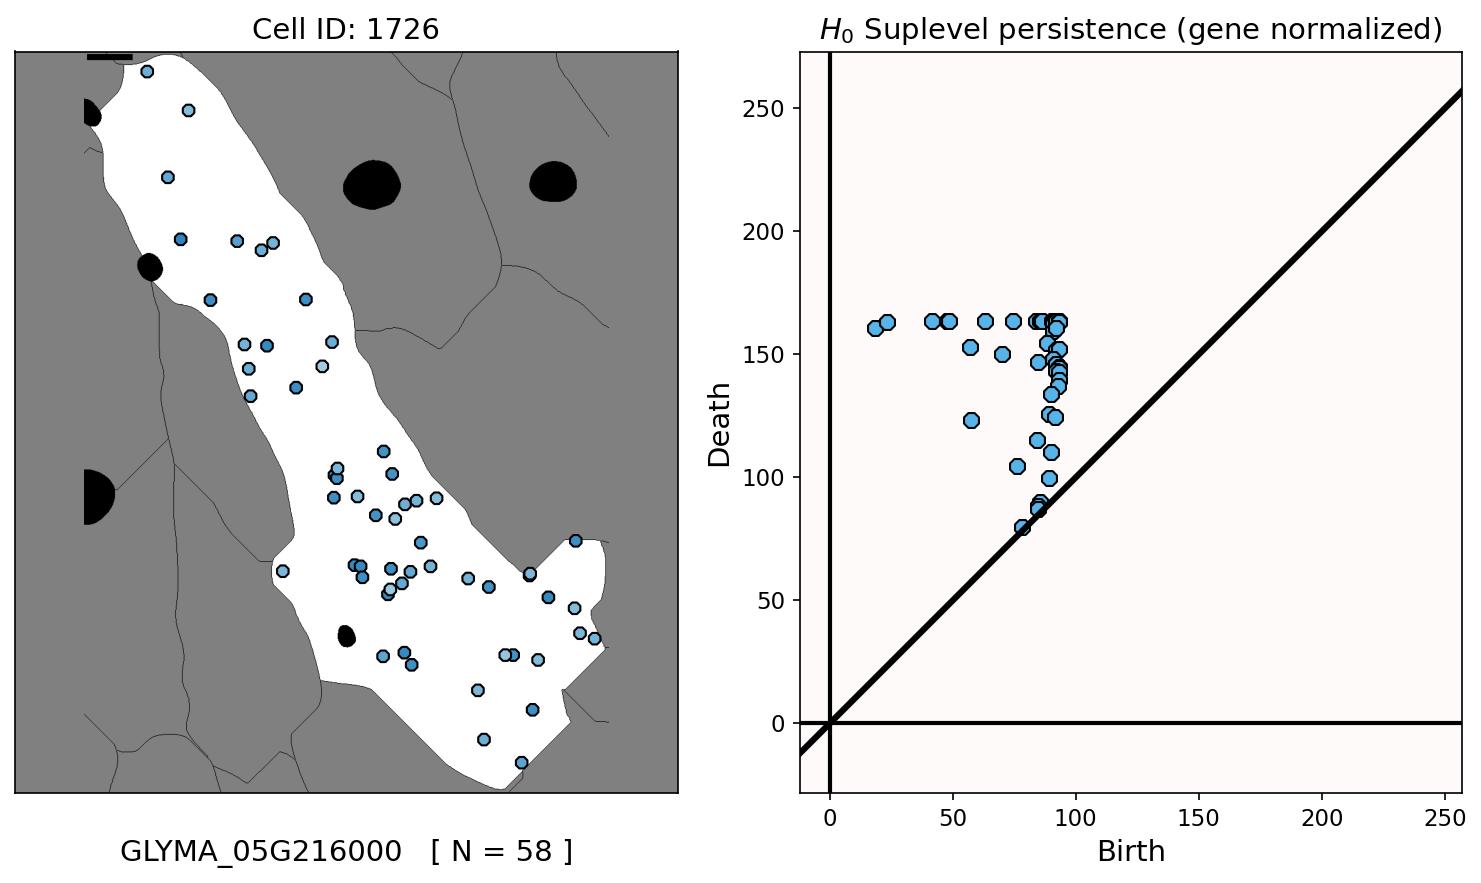 Cell ID: 1726
H0 Suplevel persistence (gene normalized)
250
200
150
100
50
0
Death
0 50 100 150 200 250
Birth
GLYMA_05G216000 [ N = 58 ]